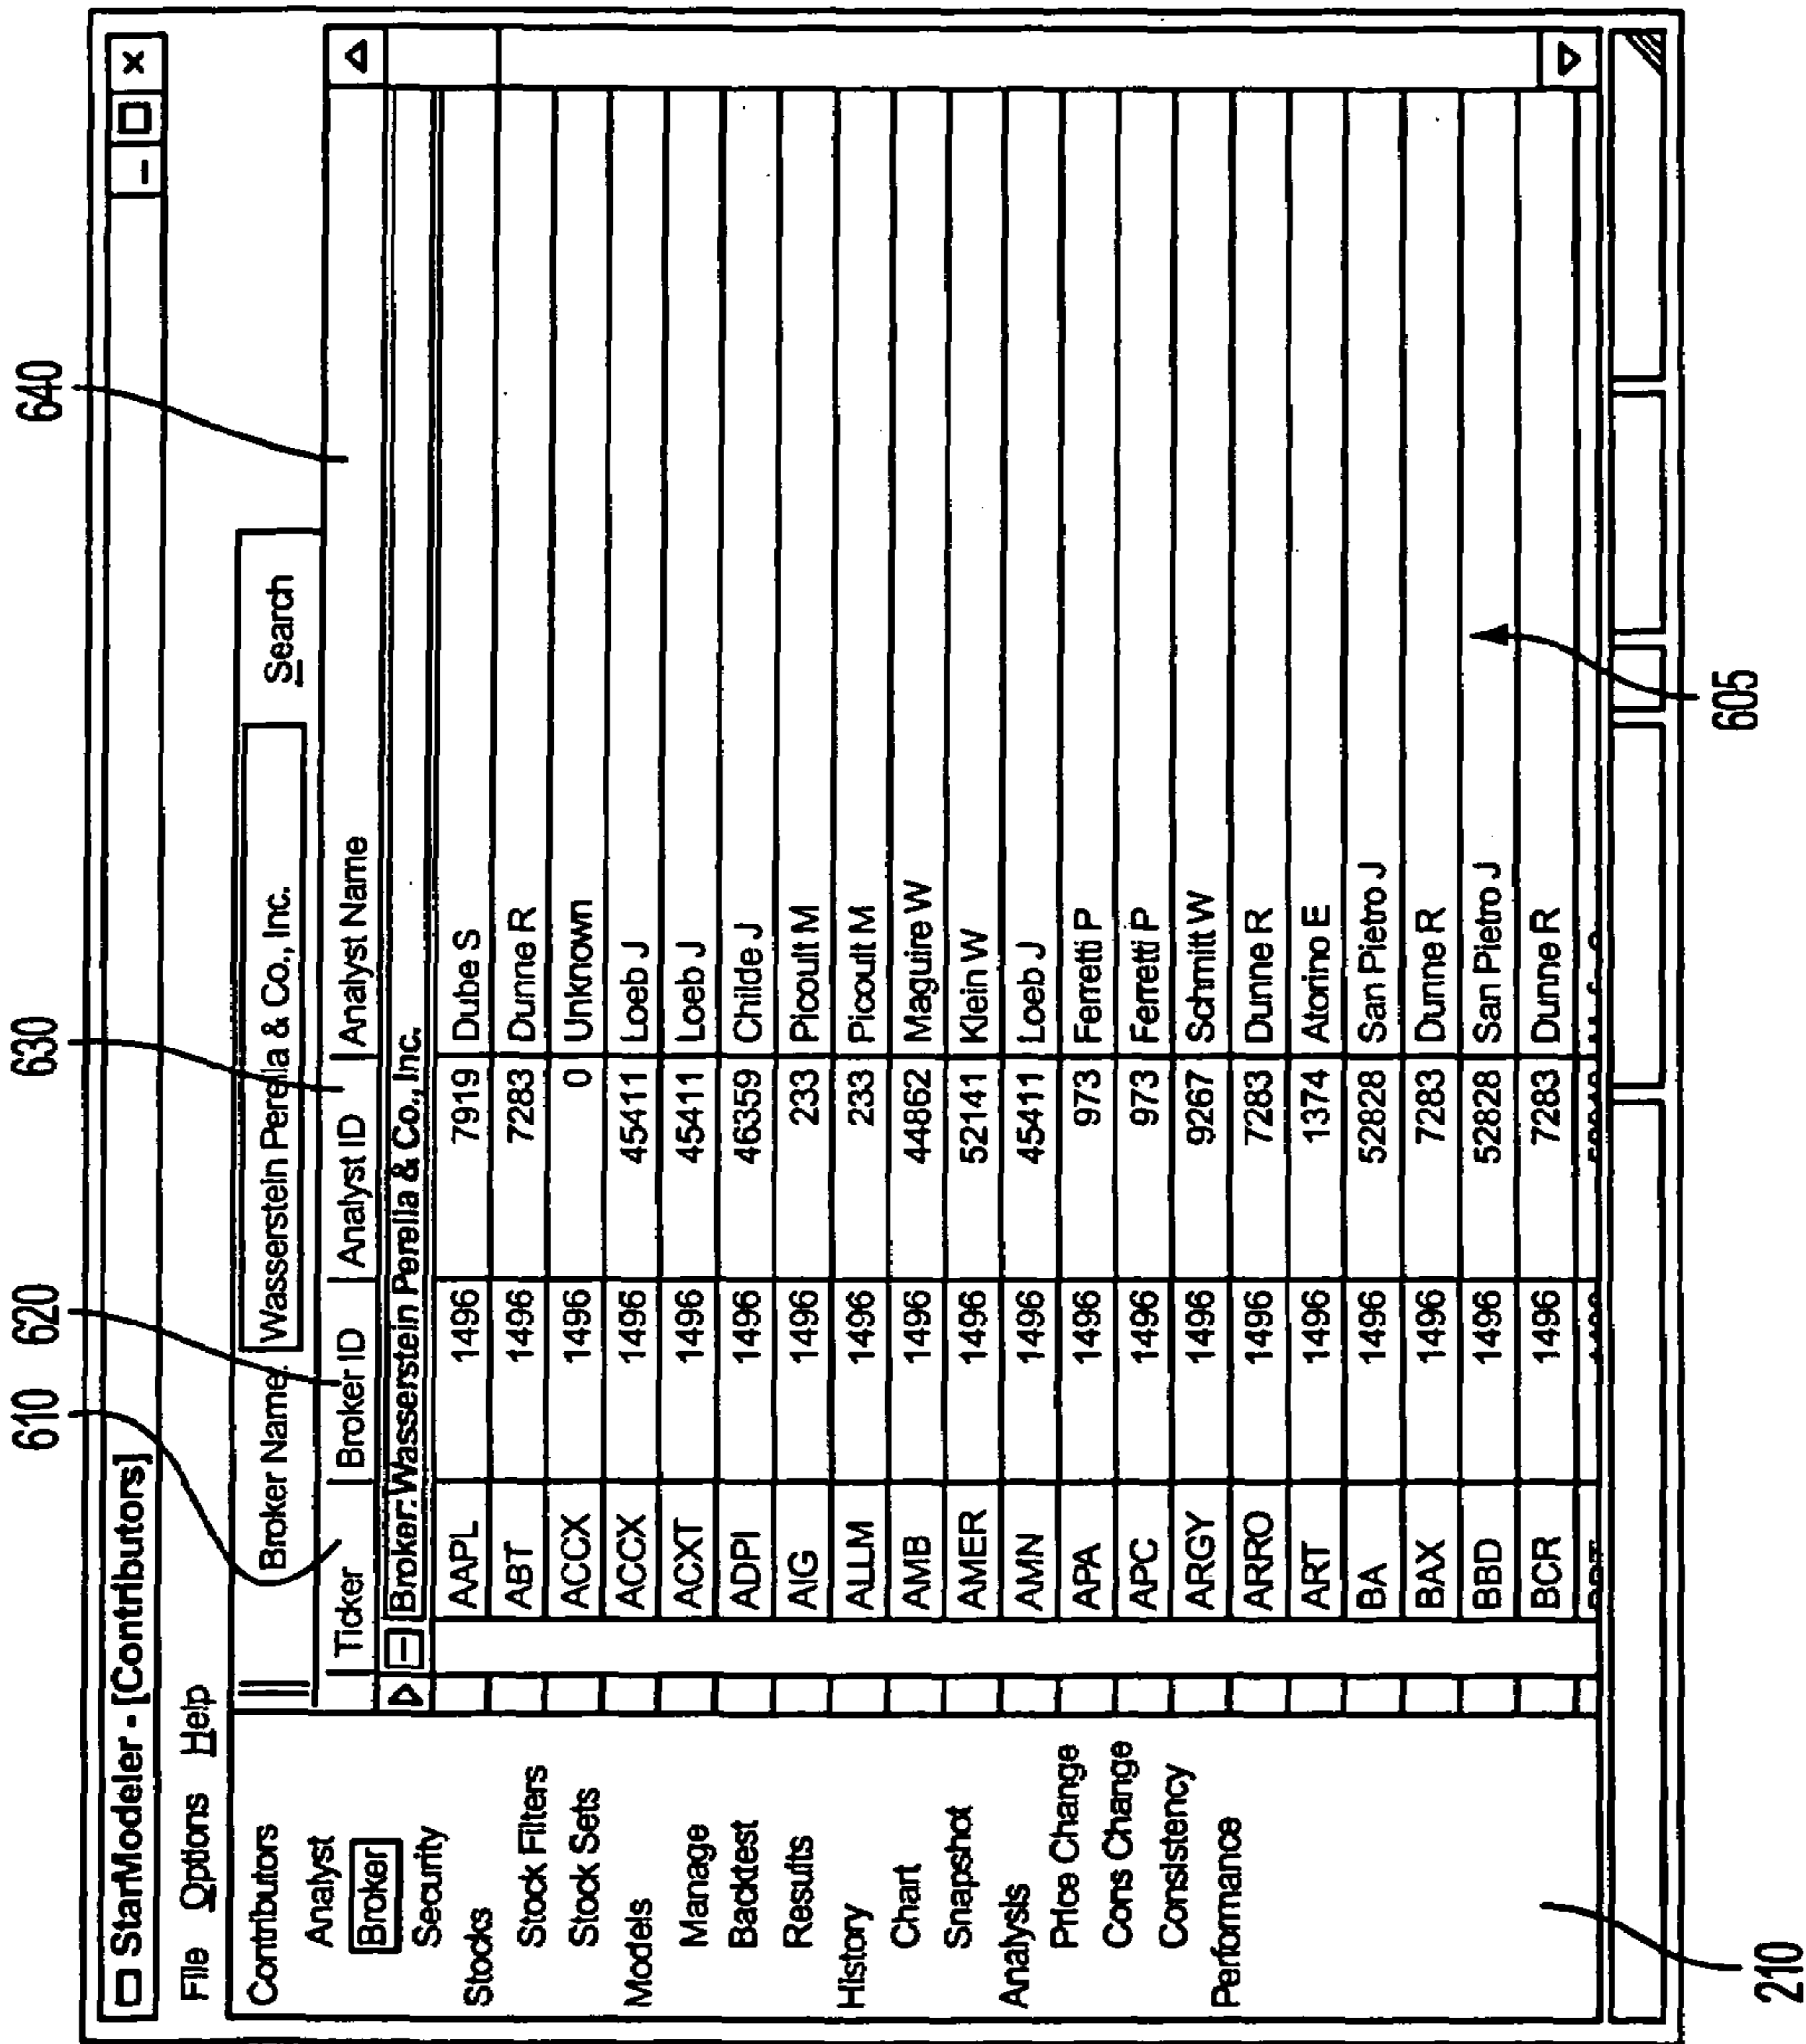 610 620 630 640
StarModeler - [Contributors]
File Options Help
Broker Name: Wasserstein Perella & Co., Inc. Search
Contributors
Analyst
Broker
Security
Stocks
Stock Filters
Stock Sets
Models
Manage
Backtest
Results
History
Chart
Snapshot
Analysis
Price Change
Cons Change
Consistency
Performance
Ticker Broker ID Analyst ID Analyst Name
Broker:Wasserstein Perella & Co., Inc.
AAPL 1496 7919 Dube S
ABT 1496 7283 Dunne R
ACCX 1496 0 Unknown
ACCX 1496 45411 Loeb J
ACXT 1496 45411 Loeb J
ADPI 1496 46359 Childe J
AIG 1496 233 Picoult M
ALLM 1496 233 Picoult M
AMB 1496 44862 Maguire W
AMER 1496 52141 Klein W
AMN 1496 45411 Loeb J
APA 1496 973 Ferretti P
APC 1496 973 Ferretti P
ARGY 1496 9267 Schmitt W
ARRO 1496 7283 Dunne R
ART 1496 1374 Atorino E
BA 1496 52828 San Pietro J
BAX 1496 7283 Dunne R
BBD 1496 52828 San Pietro J
BCR 1496 7283 Dunne R
210 605